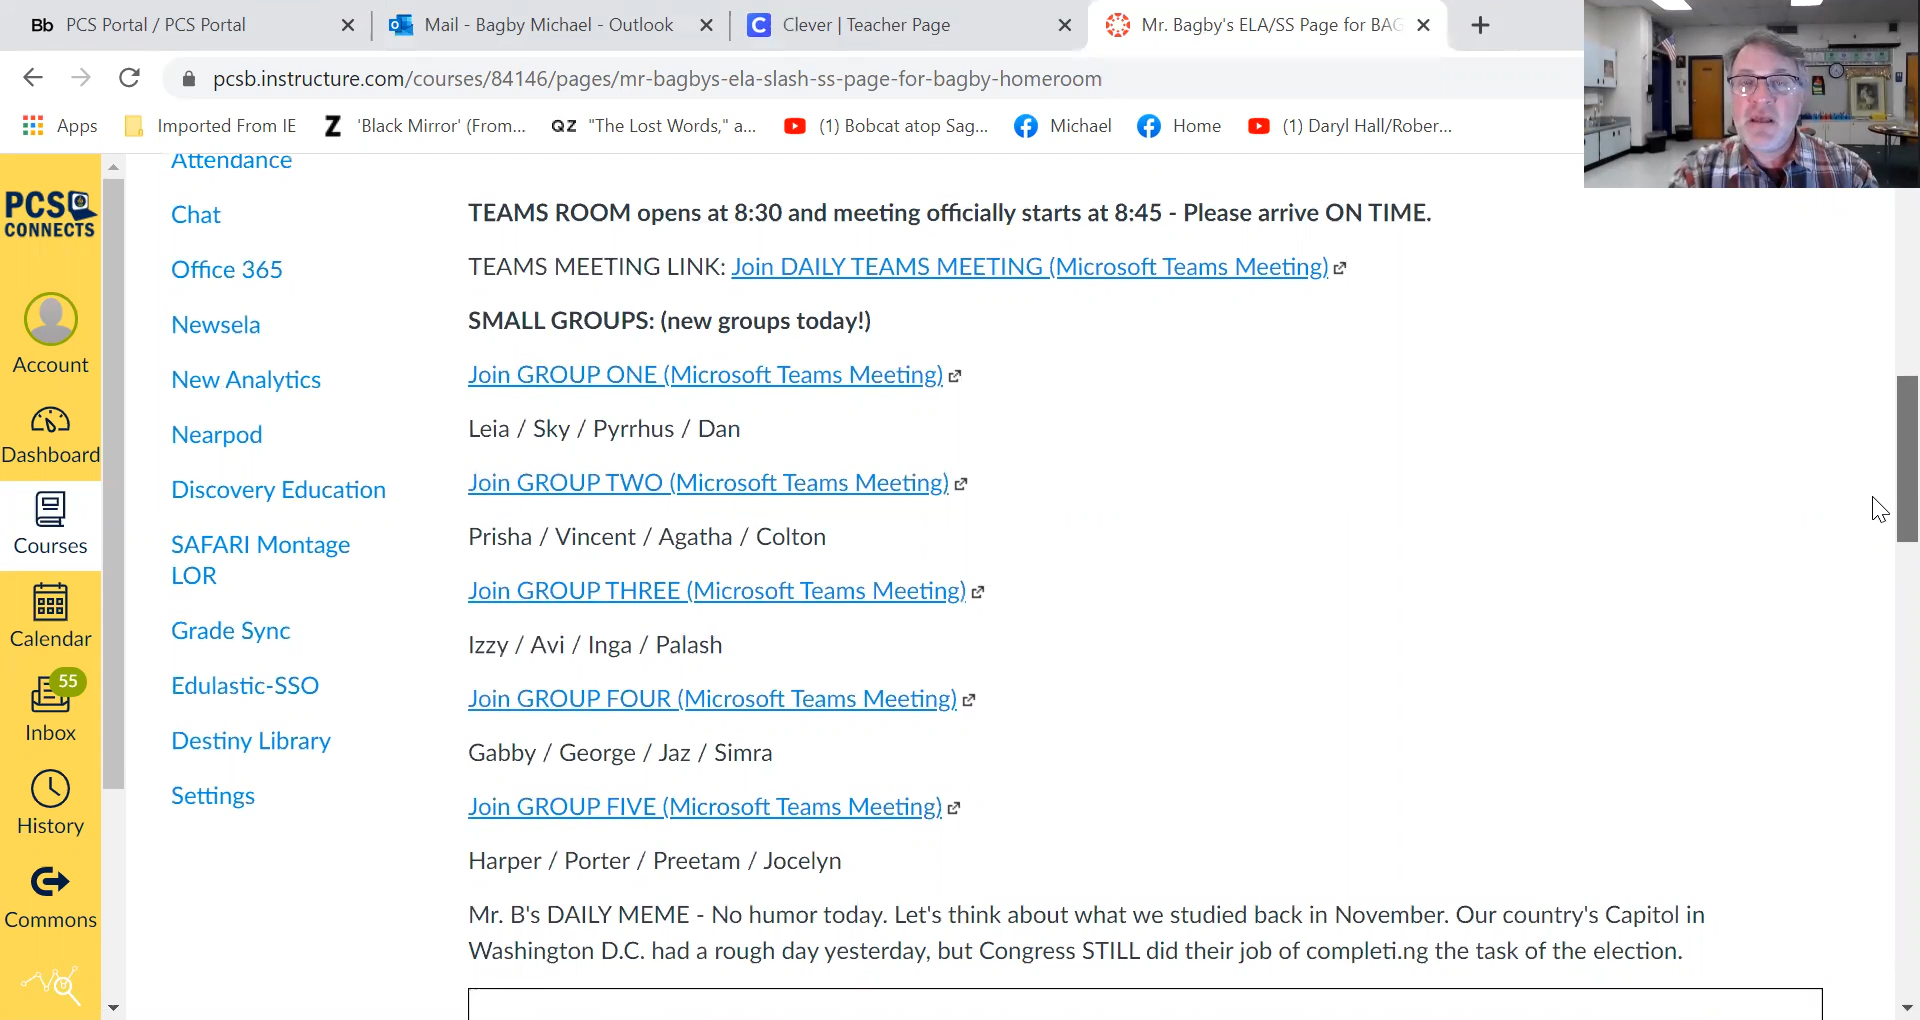 Bb PCS Portal / PCS Portal
Mail - Bagby Michael - Outlook
C Clever | Teacher Page
Mr. Bagby's ELA/SS Page for BAG
pcsb.instructure.com/courses/84146/pages/mr-bagbys-ela-slash-ss-page-for-bagby-homeroom
Apps
Imported From IE
Z 'Black Mirror' (From...
QZ "The Lost Words," a...
(1) Bobcat atop Sag...
Michael
Home
(1) Daryl Hall/Rober...
PCS
CONNECTS
Account
Dashboard
Courses
Calendar
55
Inbox
History
Commons
Attendance
Chat
Office 365
Newsela
New Analytics
Nearpod
Discovery Education
SAFARI Montage
LOR
Grade Sync
Edulastic-SSO
Destiny Library
Settings
TEAMS ROOM opens at 8:30 and meeting officially starts at 8:45 - Please arrive ON TIME.
TEAMS MEETING LINK: Join DAILY TEAMS MEETING (Microsoft Teams Meeting)
SMALL GROUPS: (new groups today!)
Join GROUP ONE (Microsoft Teams Meeting)
Leia / Sky / Pyrrhus / Dan
Join GROUP TWO (Microsoft Teams Meeting)
Prisha / Vincent / Agatha / Colton
Join GROUP THREE (Microsoft Teams Meeting)
Izzy / Avi / Inga / Palash
Join GROUP FOUR (Microsoft Teams Meeting)
Gabby / George / Jaz / Simra
Join GROUP FIVE (Microsoft Teams Meeting)
Harper / Porter / Preetam / Jocelyn
Mr. B's DAILY MEME - No humor today. Let's think about what we studied back in November. Our country's Capitol in
Washington D.C. had a rough day yesterday, but Congress STILL did their job of completi.ng the task of the election.